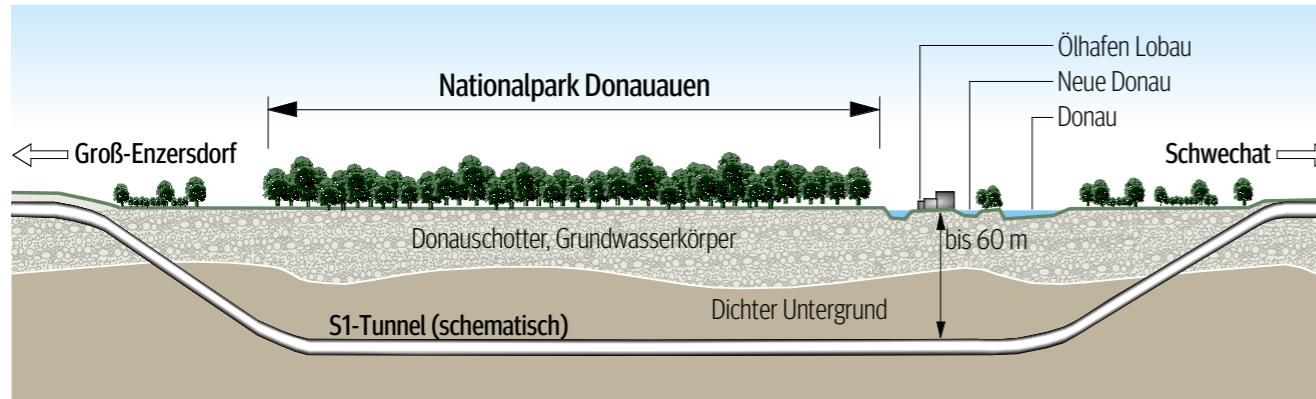 Ölhafen Lobau
Neue Donau
Donau
Nationalpark Donauauen
Groß-Enzersdorf
Schwechat
Donauschotter, Grundwasserkörper
bis 60 m
Dichter Untergrund
S1-Tunnel (schematisch)